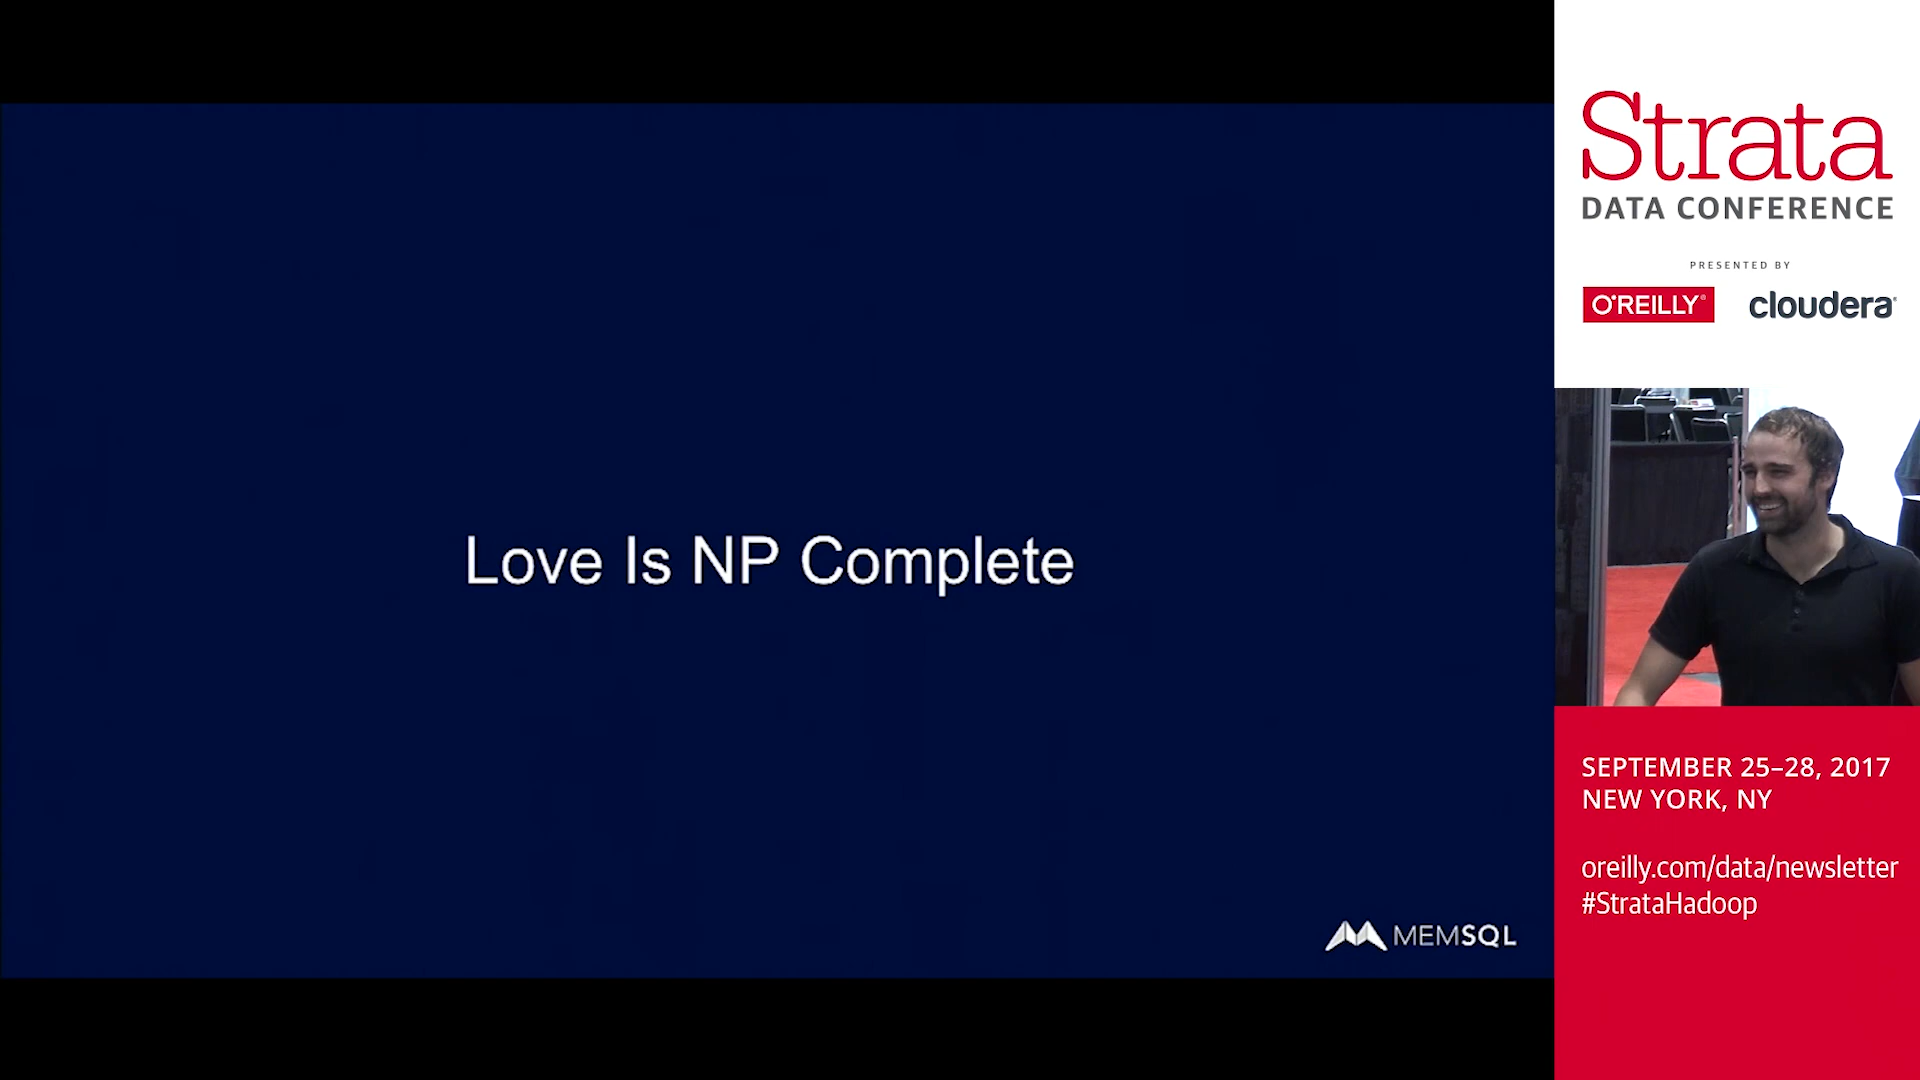 Love Is NP Complete
MEMSQL
Strata
DATA CONFERENCE
PRESENTED BY
O'REILLY®
cloudera®
SEPTEMBER 25–28, 2017
NEW YORK, NY
oreilly.com/data/newsletter
#StrataHadoop